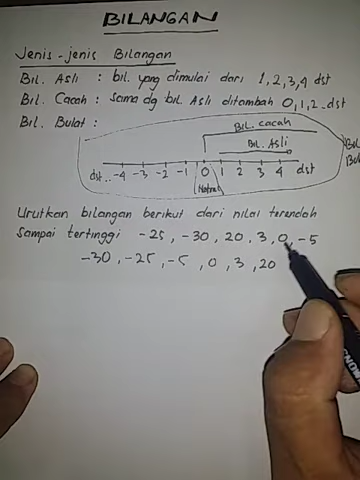 BILANGAN
Jenis-jenis Bilangan
Bil. Asli : bil. yang dimulai dari 1,2,3,4 dst
Bil. Cacah : sama dg bil. Asli ditambah 0,1,2..dst
Bil. Bulat :
Bil. cacah
Bil. Asli
dst.. -4 -3 -2 -1 0 1 2 3 4 dst
Netral
Urutkan bilangan berikut dari nilai terendah
Sampai tertinggi -25, -30, 20, 3, 0, -5
-30, -25, -5, 0, 3, 20